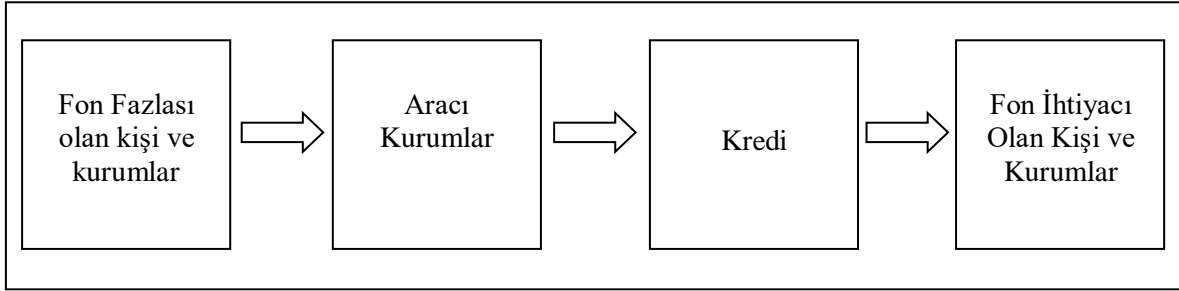 Fon Fazlası
olan kişi ve
kurumlar
Aracı
Kurumlar
Kredi
Fon İhtiyacı
Olan Kişi ve
Kurumlar